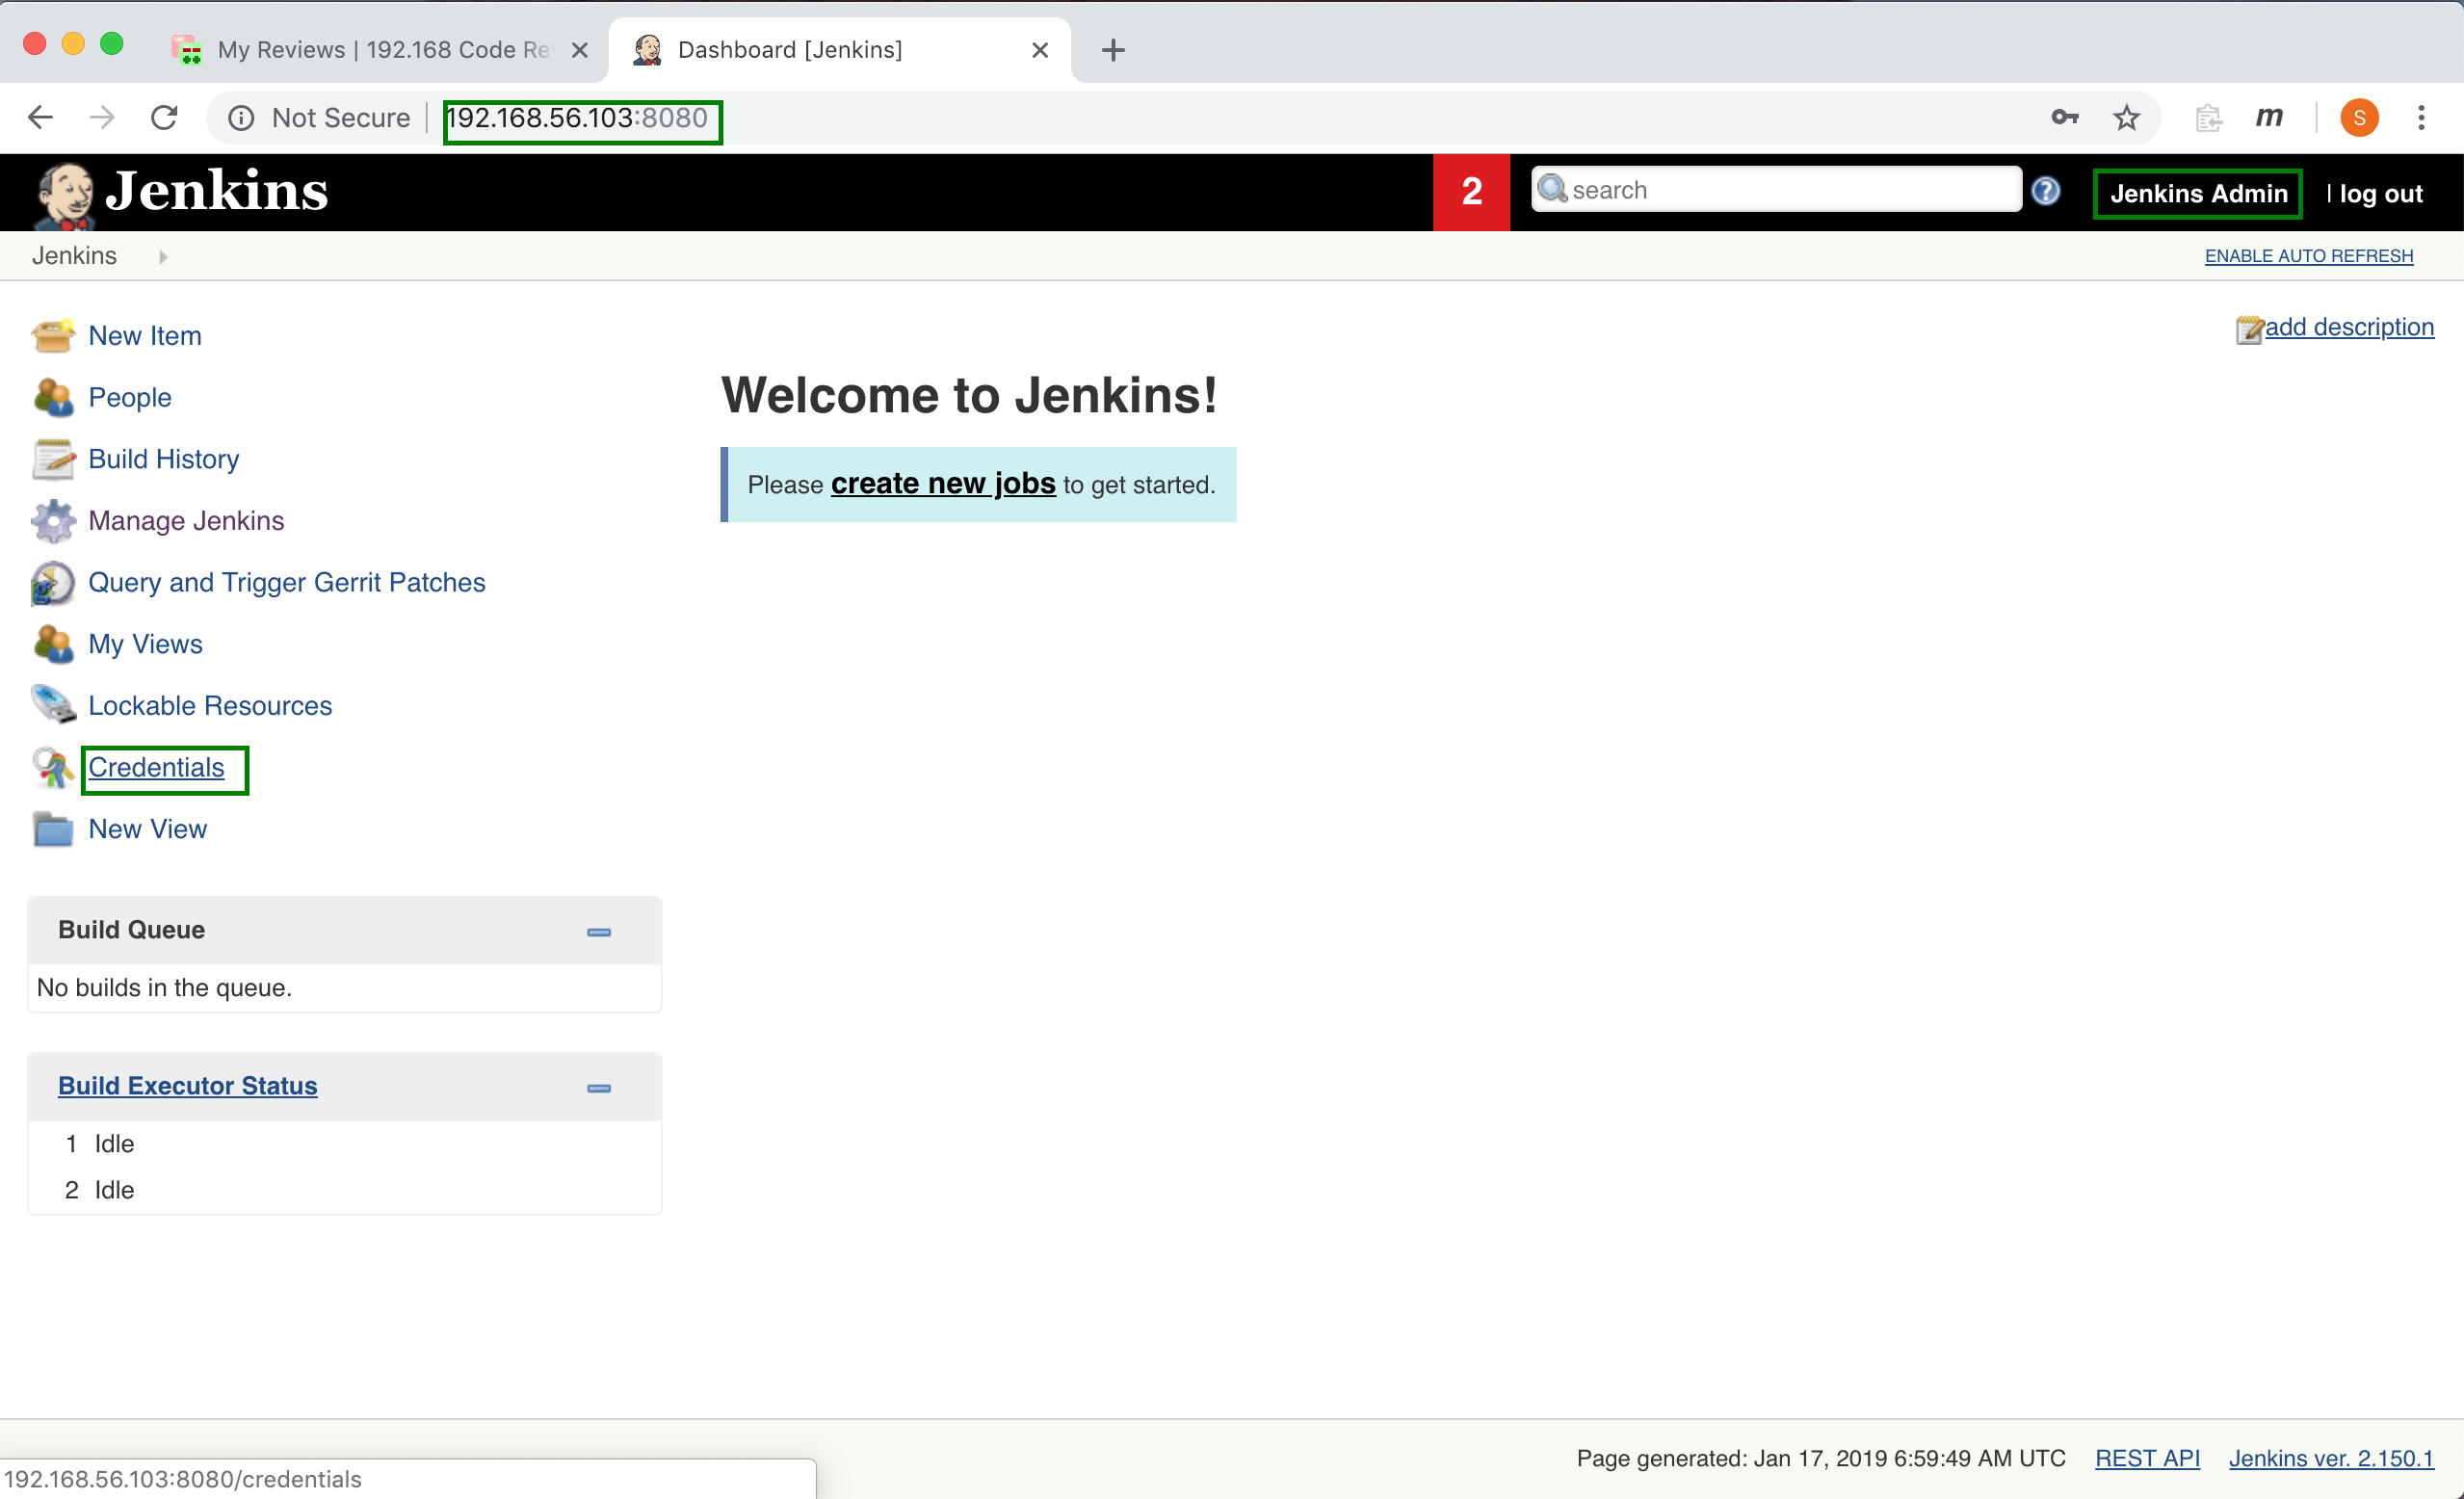 My Reviews | 192.168 Code Re
Dashboard [Jenkins]
Not Secure | 192.168.56.103:8080
m
S
Jenkins
2
search
Jenkins Admin | log out
Jenkins
ENABLE AUTO REFRESH
New Item
People
Build History
Manage Jenkins
Query and Trigger Gerrit Patches
My Views
Lockable Resources
Credentials
New View
add description
Welcome to Jenkins!
Please create new jobs to get started.
Build Queue
No builds in the queue.
Build Executor Status
1 Idle
2 Idle
Page generated: Jan 17, 2019 6:59:49 AM UTC REST API Jenkins ver. 2.150.1
192.168.56.103:8080/credentials